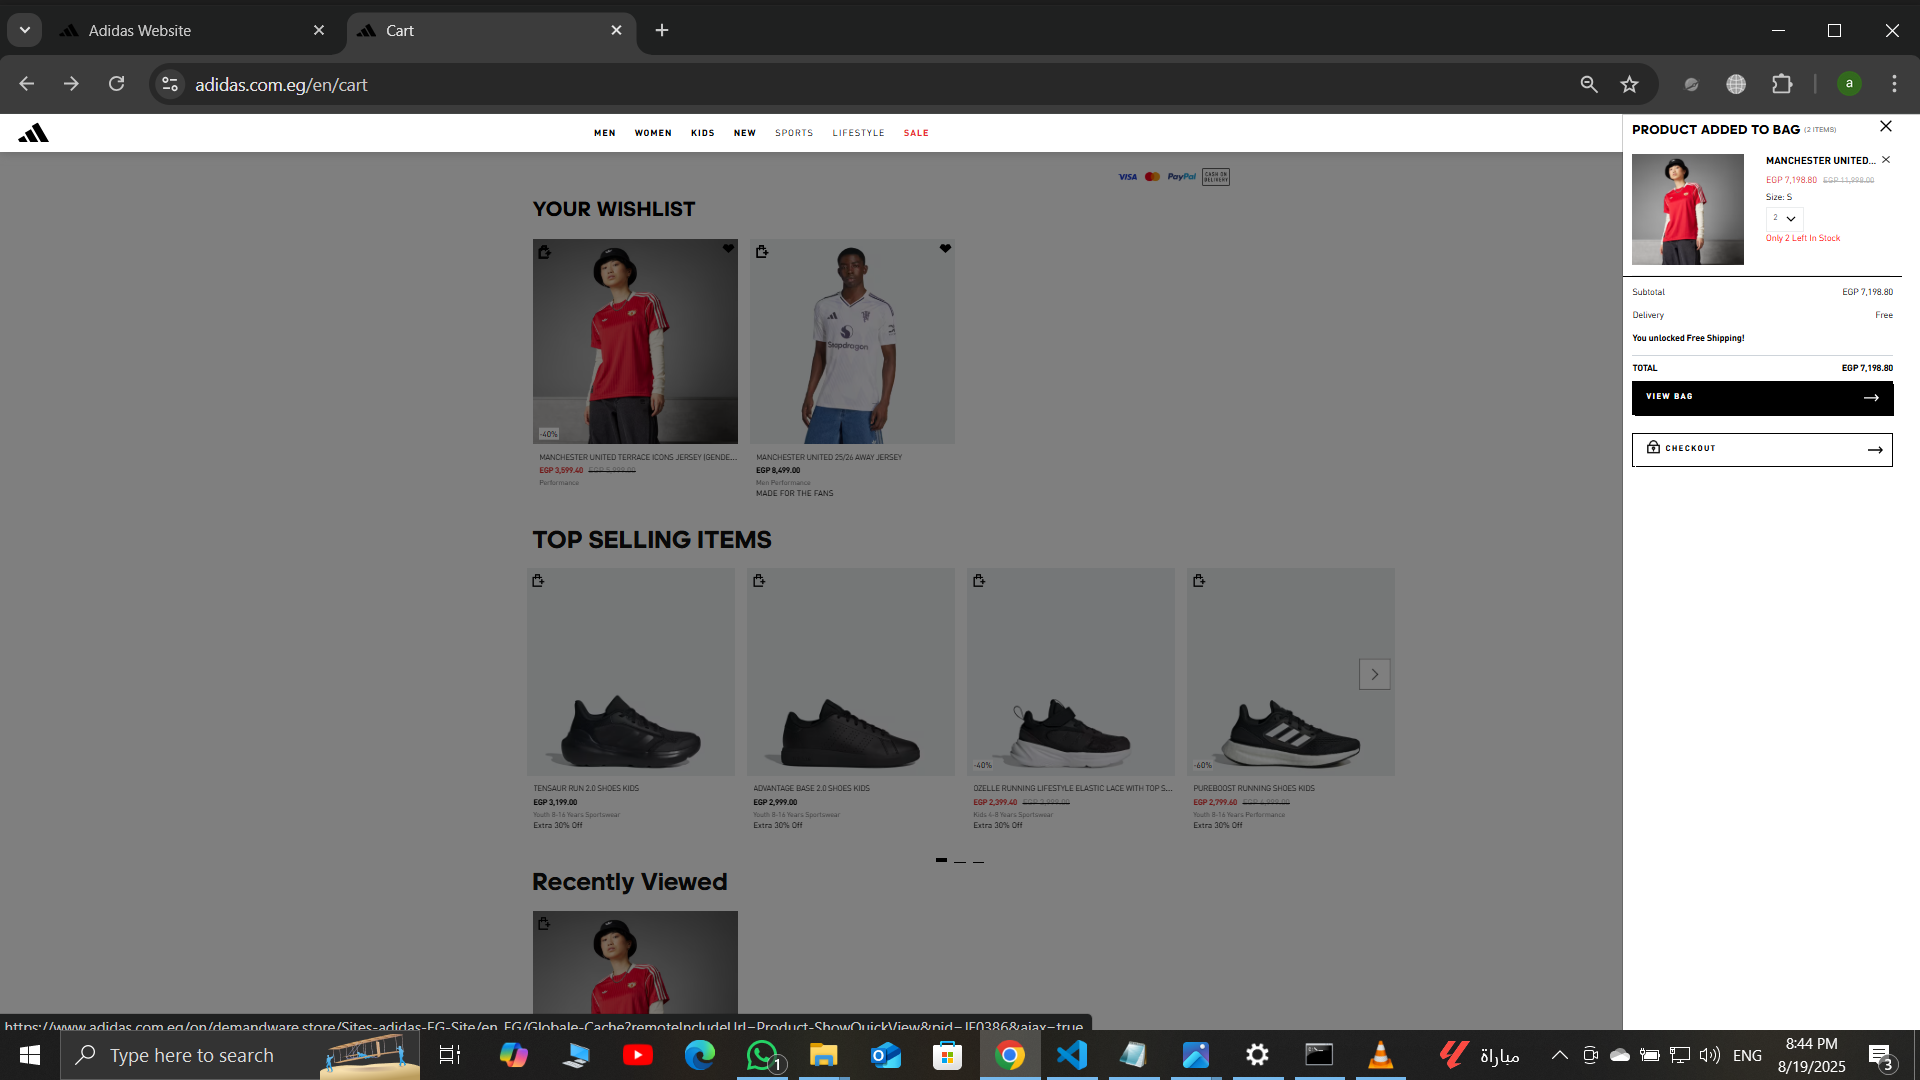 Adidas Website
Cart
adidas.com.eg/en/cart
a
MEN WOMEN KIDS NEW SPORTS LIFESTYLE SALE
VISA PayPal CASH ON DELIVERY
YOUR WISHLIST
Snapdragon
-40%
MANCHESTER UNITED TERRACE ICONS JERSEY (GENDE...
EGP 3,599.40 EGP 5,999.00
Performance
MANCHESTER UNITED 25/26 AWAY JERSEY
EGP 8,499.00
Men Performance
MADE FOR THE FANS
TOP SELLING ITEMS
-40%
-60%
TENSAUR RUN 2.0 SHOES KIDS
EGP 3,199.00
Youth 8-16 Years Sportswear
Extra 30% Off
ADVANTAGE BASE 2.0 SHOES KIDS
EGP 2,999.00
Youth 8-16 Years Sportswear
Extra 30% Off
OZELLE RUNNING LIFESTYLE ELASTIC LACE WITH TOP S...
EGP 2,399.40 EGP 3,999.00
Kids 4-8 Years Sportswear
Extra 30% Off
PUREBOOST RUNNING SHOES KIDS
EGP 2,799.60 EGP 6,999.00
Youth 8-16 Years Performance
Extra 30% Off
Recently Viewed
PRODUCT ADDED TO BAG (2 ITEMS)
MANCHESTER UNITED...
EGP 7,198.80 EGP 11,998.00
Size: S
2
Only 2 Left In Stock
Subtotal EGP 7,198.80
Delivery Free
You unlocked Free Shipping!
TOTAL EGP 7,198.80
VIEW BAG
CHECKOUT
https://www.adidas.com.eg/on/demandware.store/Sites-adidas-EG-Site/en_EG/Globale-Cache?remoteIncludeUrl=Product-ShowQuickView&pid=JF0386&ajax=true
Type here to search
1
مباراة
ENG
8:44 PM
8/19/2025
3